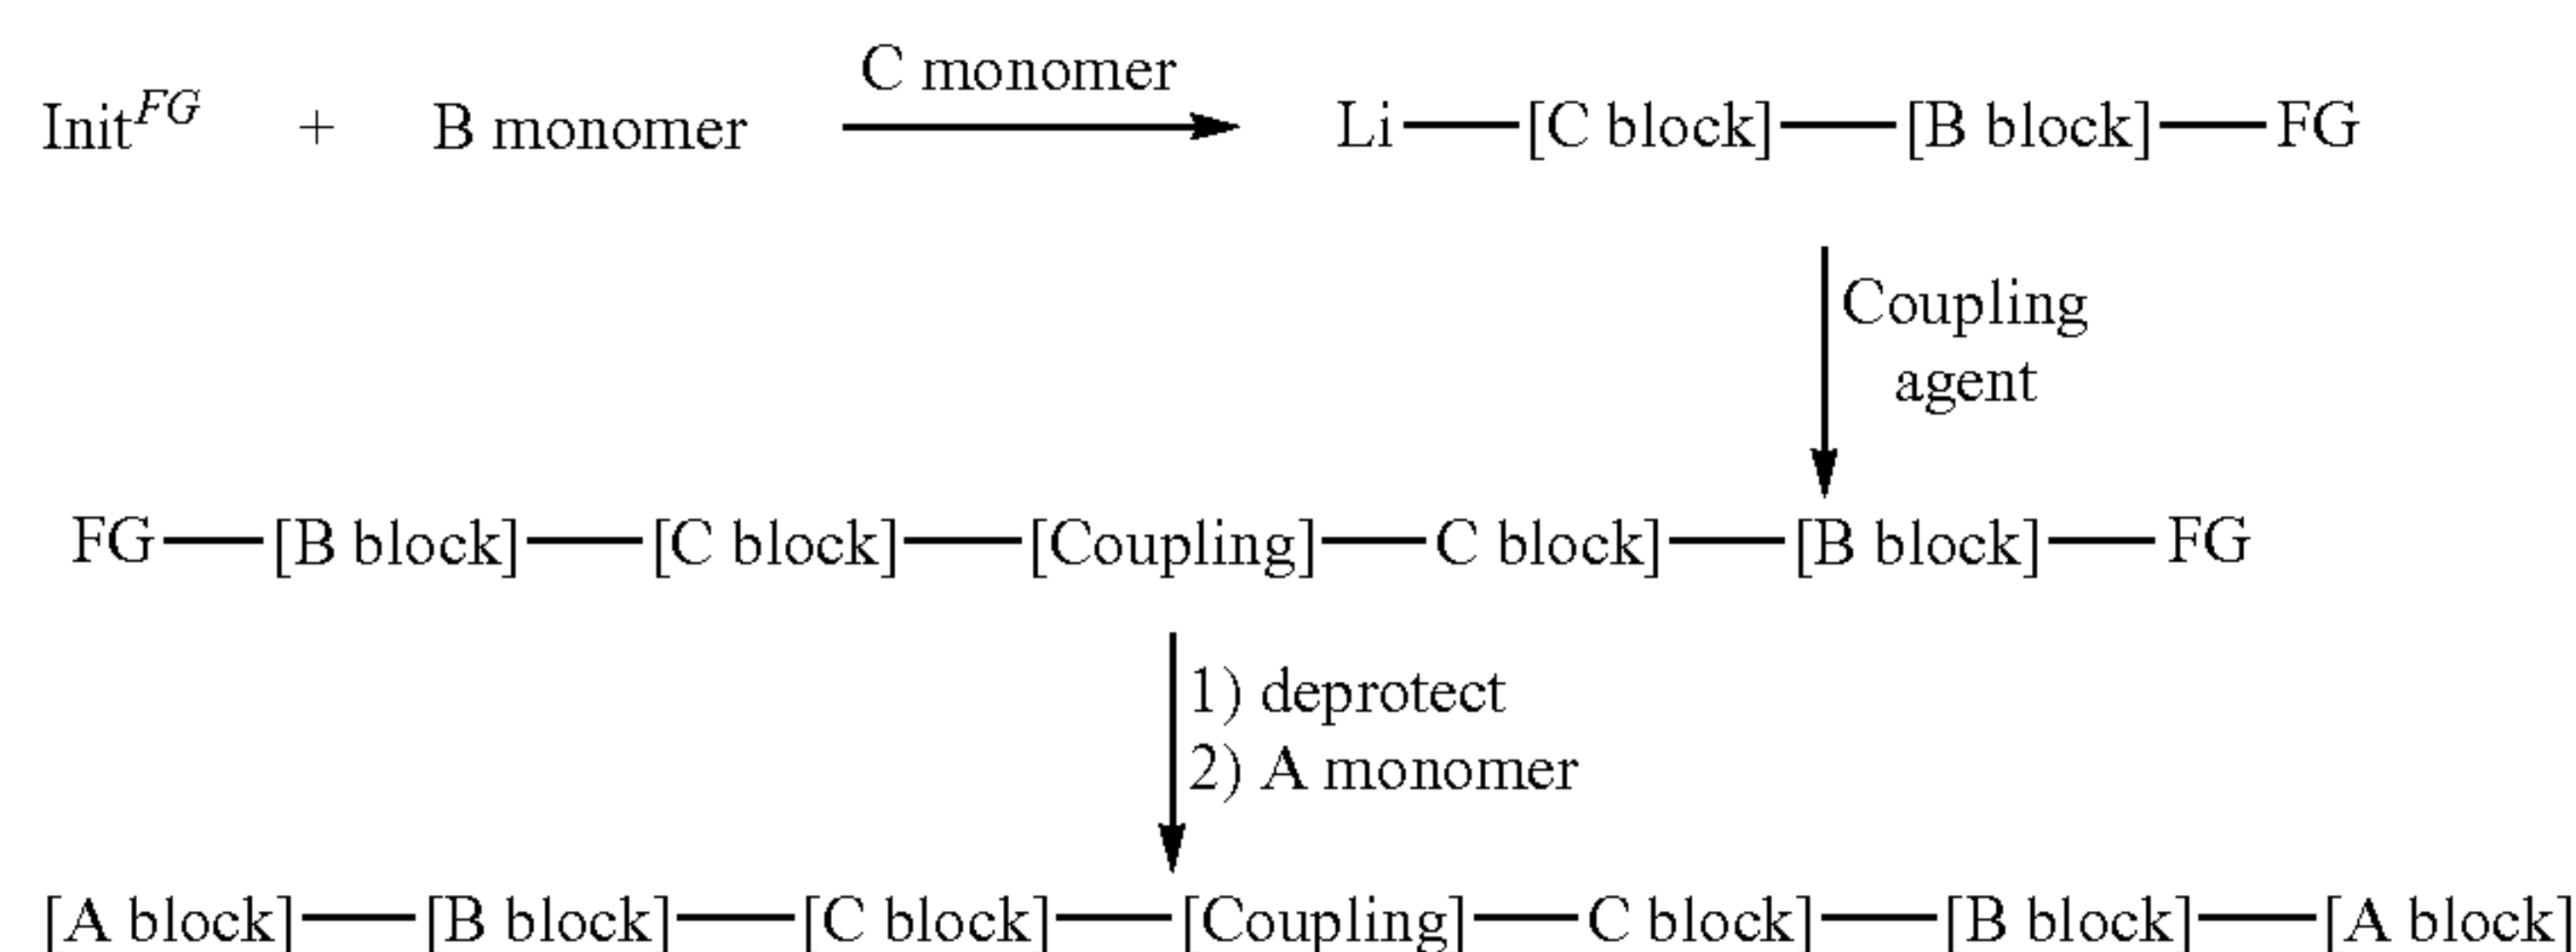 C monomer
Init^FG + B monomer Li—[C block]—[B block]—FG
Coupling
agent
FG—[B block]—[C block]—[Coupling]—C block]—[B block]—FG
1) deprotect
2) A monomer
[A block]—[B block]—[C block]—[Coupling]—C block]—[B block]—[A block]